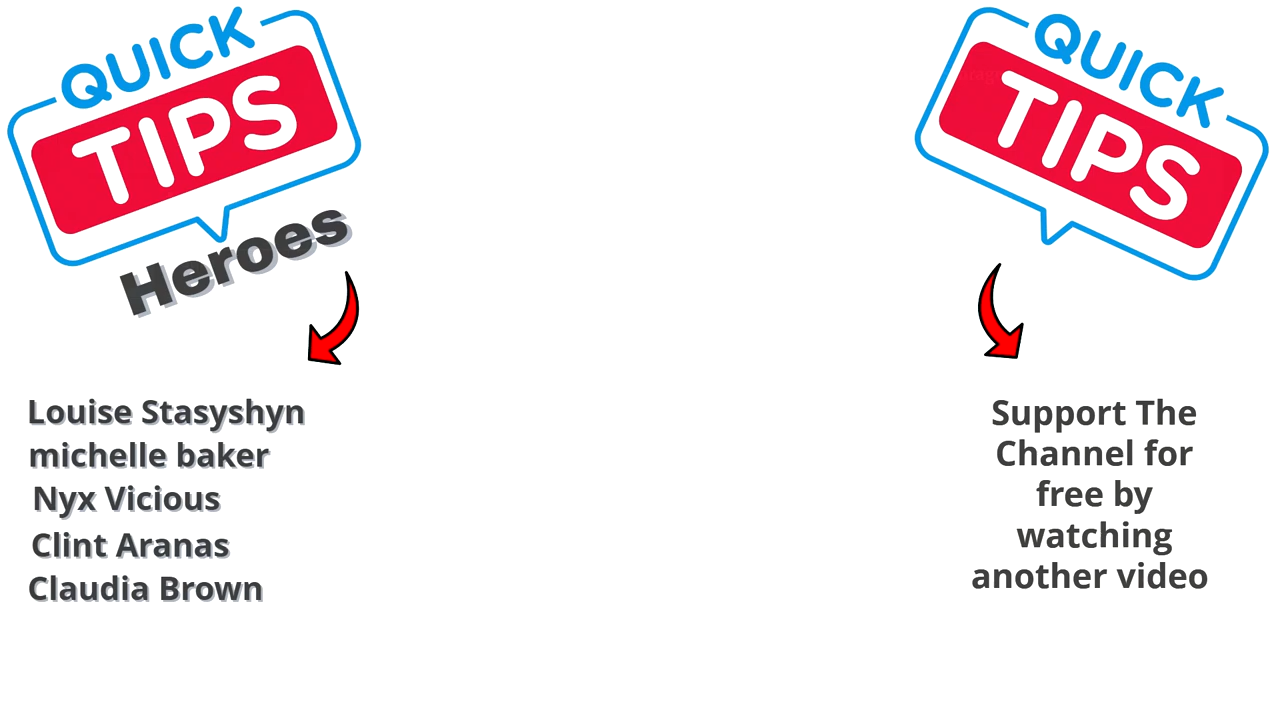 QUICK
TIPS
Heroes
Louise Stasyshyn
michelle baker
Nyx Vicious
Clint Aranas
Claudia Brown
QUICK
TIPS
Support The
Channel for
free by
watching
another video